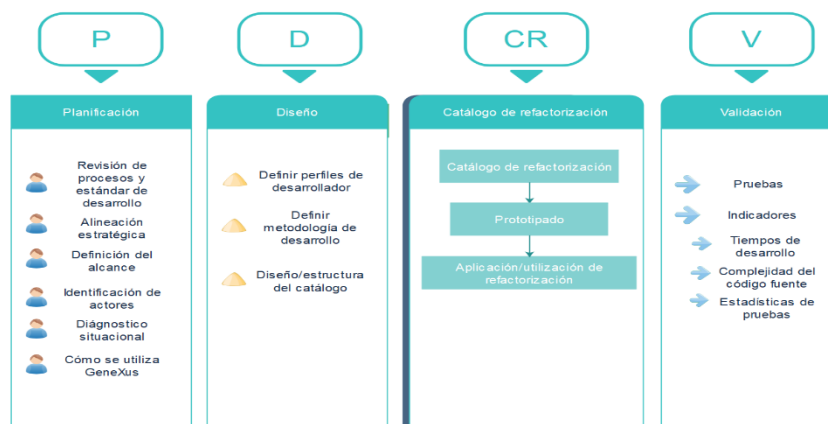 P
D
CR
V
Planificación
Revisión de
procesos y
estándar de
desarrollo
Alineación
estratégica
Definición del
alcance
Identificación de
actores
Diágnostico
situacional
Cómo se utiliza
GeneXus
Diseño
Definir perfiles de
desarrollador
Definir
metodología de
desarrollo
Diseño/estructura
del catálogo
Catálogo de refactorización
Catálogo de refactorización
Prototipado
Aplicación/utilización de
refactorización
Validación
Pruebas
Indicadores
Tiempos de
desarrollo
Complejidad del
código fuente
Estadísticas de
pruebas